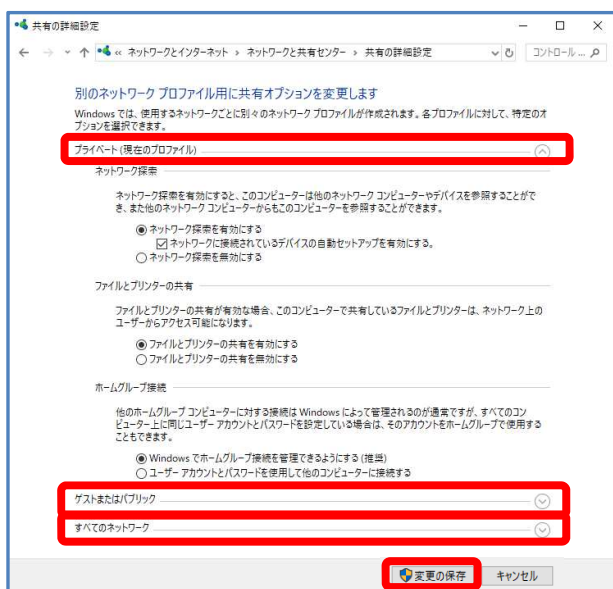 共有の詳細設定
« ネットワークとインターネット › ネットワークと共有センター › 共有の詳細設定
コントロール ...
別のネットワーク プロファイル用に共有オプションを変更します
Windows では、使用するネットワークごとに別々のネットワーク プロファイルが作成されます。各プロファイルに対して、特定のオ
プションを選択できます。
プライベート (現在のプロファイル)
ネットワーク探索
ネットワーク探索を有効にすると、このコンピューターは他のネットワーク コンピューターやデバイスを参照することがで
き、また他のネットワーク コンピューターからもこのコンピューターを参照することができます。
ネットワーク探索を有効にする
ネットワークに接続されているデバイスの自動セットアップを有効にする。
ネットワーク探索を無効にする
ファイルとプリンターの共有
ファイルとプリンターの共有が有効な場合、このコンピューターで共有しているファイルとプリンターは、ネットワーク上の
ユーザーからアクセス可能になります。
ファイルとプリンターの共有を有効にする
ファイルとプリンターの共有を無効にする
ホームグループ接続
他のホームグループ コンピューターに対する接続は Windows によって管理されるのが通常ですが、すべてのコン
ピューター上に同じユーザー アカウントとパスワードを設定している場合は、そのアカウントをホームグループで使用する
こともできます。
Windows でホームグループ接続を管理できるようにする (推奨)
ユーザー アカウントとパスワードを使用して他のコンピューターに接続する
ゲストまたはパブリック
すべてのネットワーク
変更の保存
キャンセル